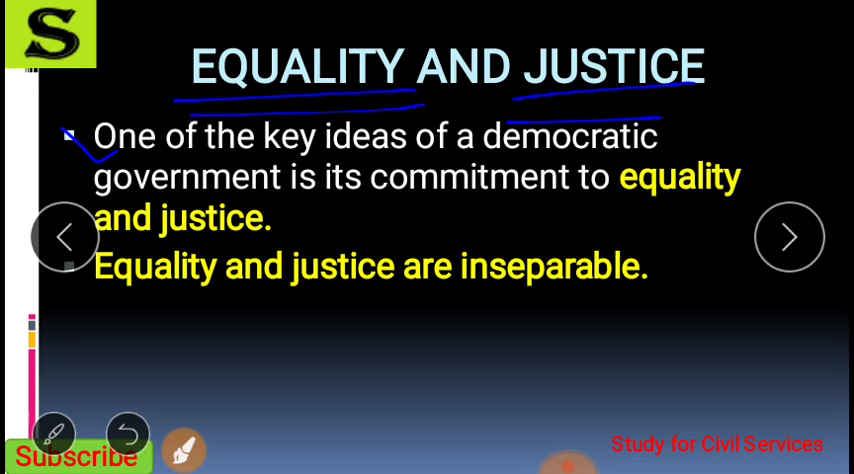 S
EQUALITY AND JUSTICE
One of the key ideas of a democratic
government is its commitment to equality
and justice.
Equality and justice are inseparable.
Subscribe
Study for Civil Services